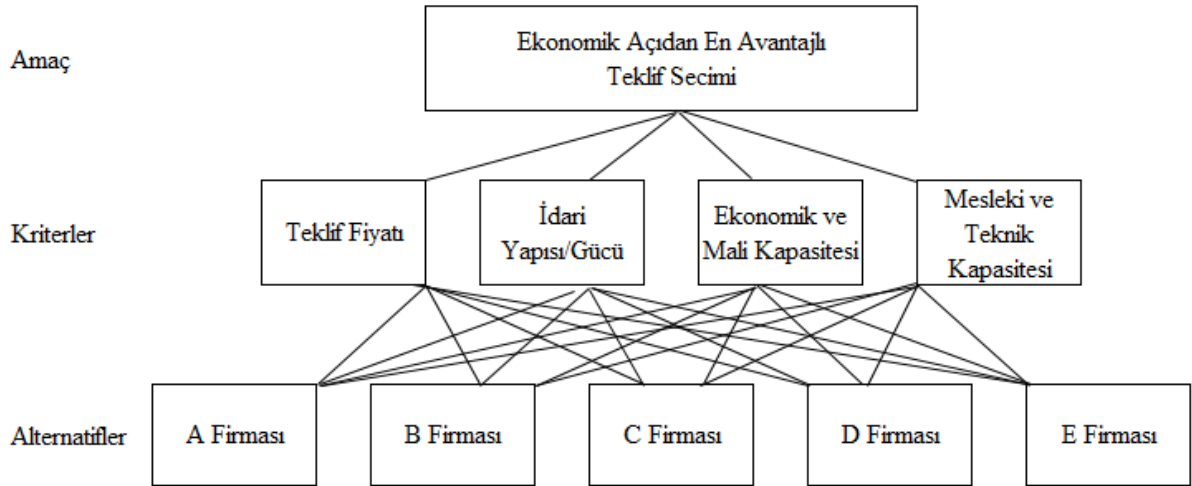 Amaç
Ekonomik Açıdan En Avantajlı
Teklif Secimi
Kriterler
Teklif Fiyatı
İdari
Yapısı/Gücü
Ekonomik ve
Mali Kapasitesi
Mesleki ve
Teknik
Kapasitesi
Alternatifler
A Firması
B Firması
C Firması
D Firması
E Firması